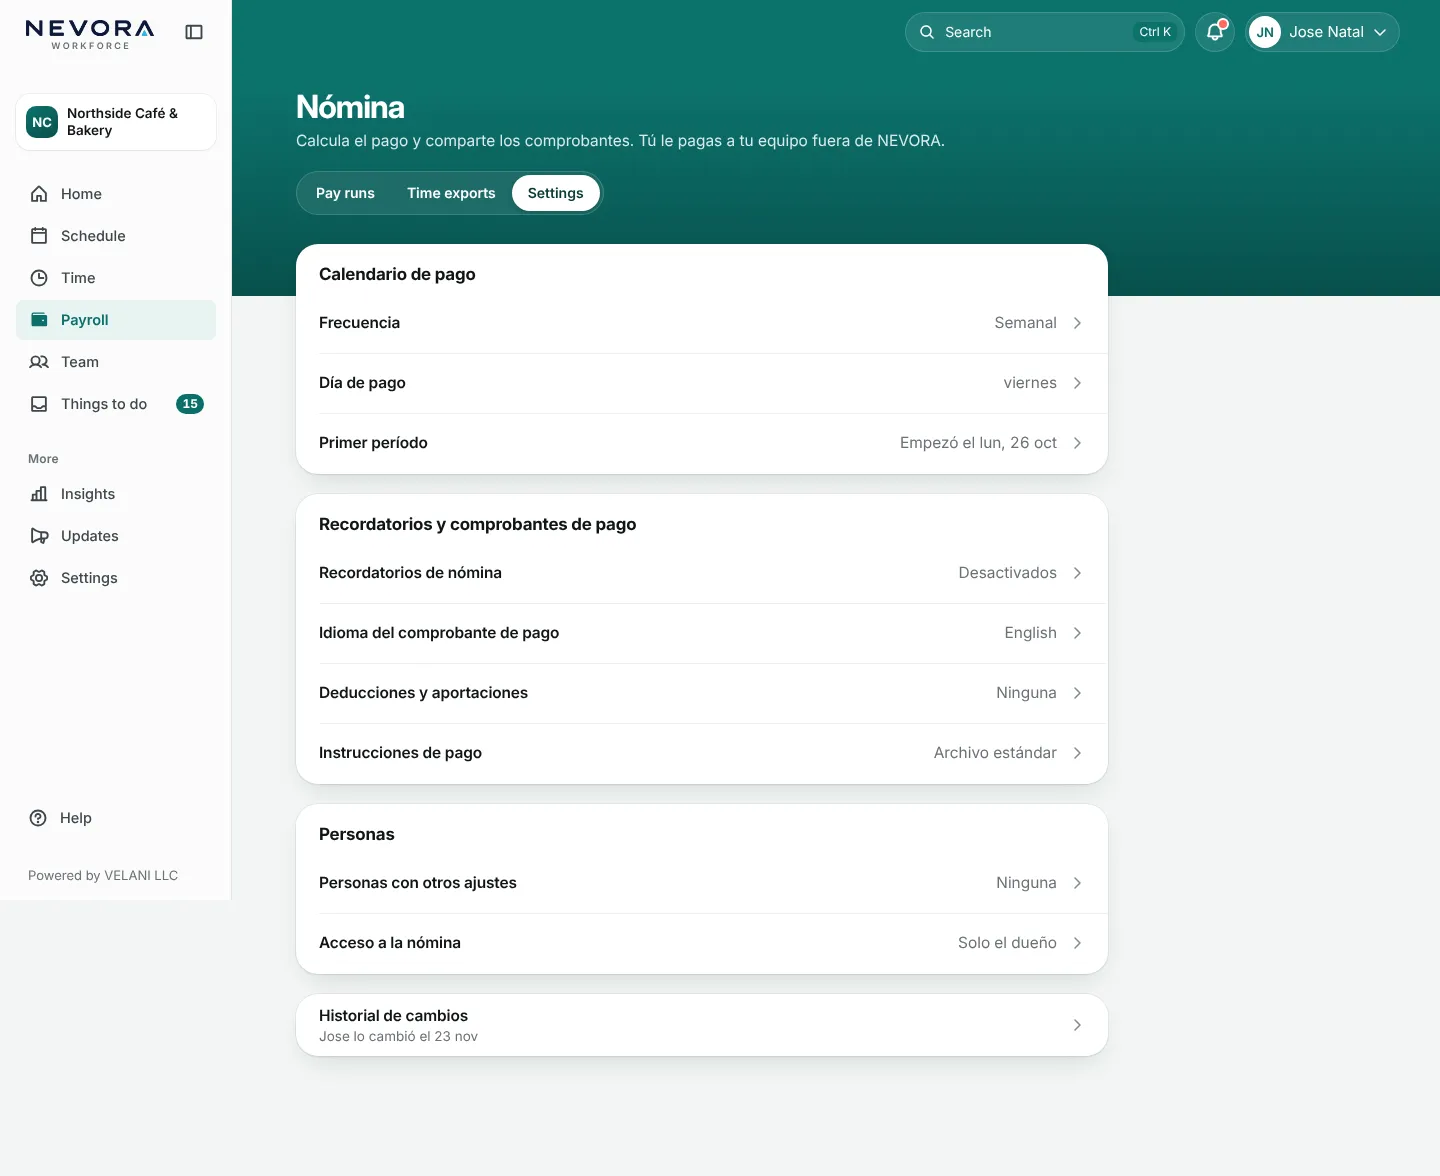 NEVORA
WORKFORCE
Search
Ctrl K
JN
Jose Natal
NC
Northside Café &
Bakery
Home
Schedule
Time
Payroll
Team
Things to do
15
More
Insights
Updates
Settings
Help
Powered by VELANI LLC
Nómina
Calcula el pago y comparte los comprobantes. Tú le pagas a tu equipo fuera de NEVORA.
Pay runs
Time exports
Settings
Calendario de pago
Frecuencia
Semanal
Día de pago
viernes
Primer período
Empezó el lun, 26 oct
Recordatorios y comprobantes de pago
Recordatorios de nómina
Desactivados
Idioma del comprobante de pago
English
Deducciones y aportaciones
Ninguna
Instrucciones de pago
Archivo estándar
Personas
Personas con otros ajustes
Ninguna
Acceso a la nómina
Solo el dueño
Historial de cambios
Jose lo cambió el 23 nov